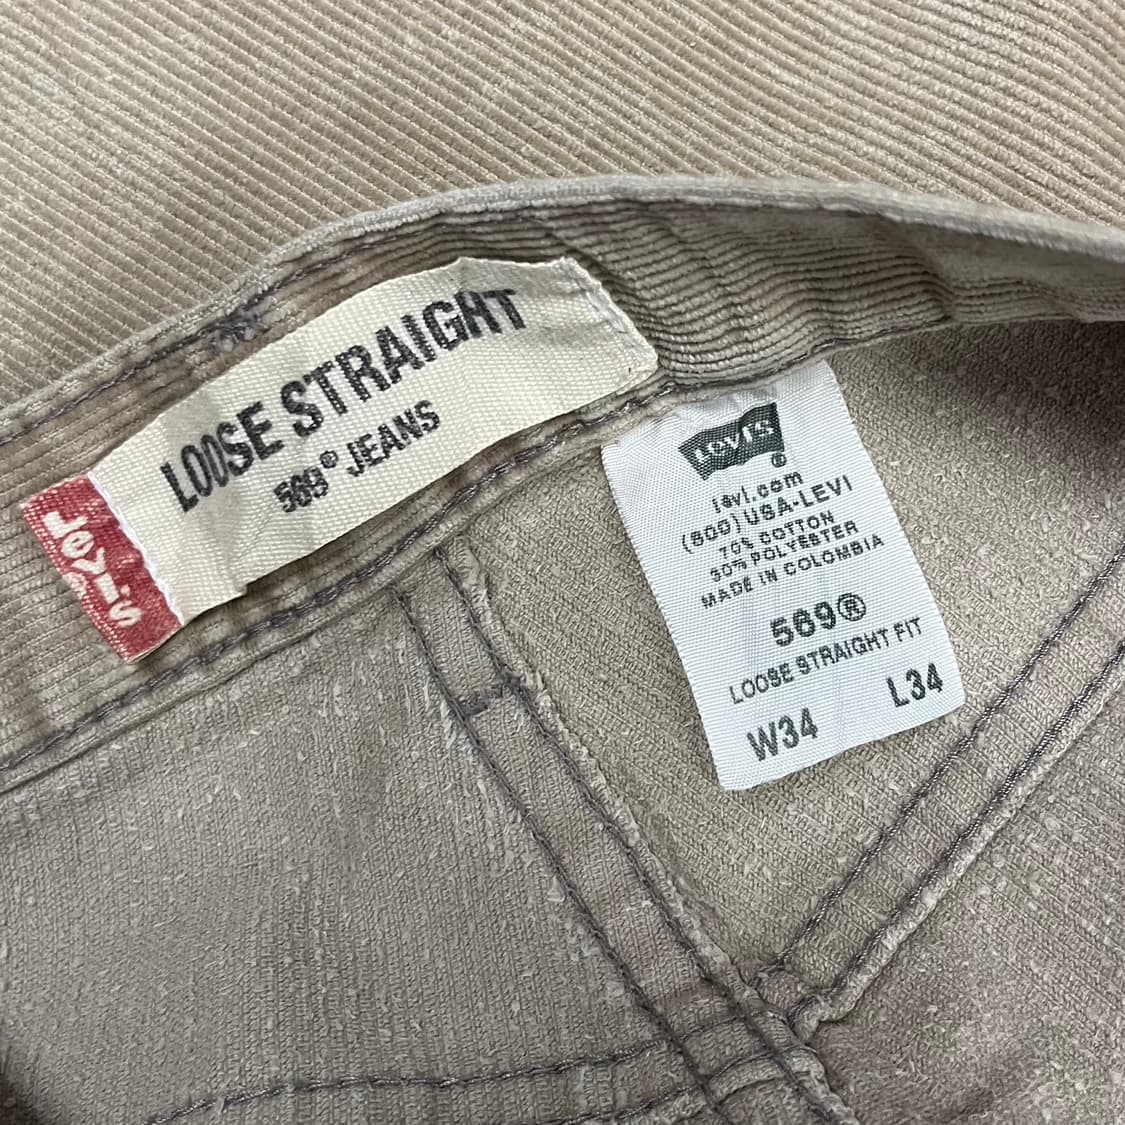 LOOSE STRAIGHT
569® JEANS
Levi's
Levi's
®
levi.com
(800)USA-LEVI
70% COTTON
30% POLYESTER
MADE IN COLOMBIA
569®
LOOSE STRAIGHT FIT
W34 L34